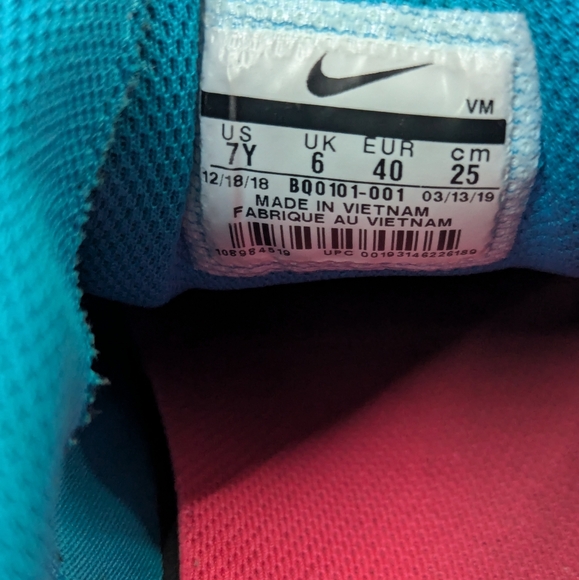 VM
US UK EUR cm
7Y 6 40 25
12/18/18 BQ0101-001 03/13/19
MADE IN VIETNAM
FABRIQUE AU VIETNAM
108984519 UPC 00193146226189